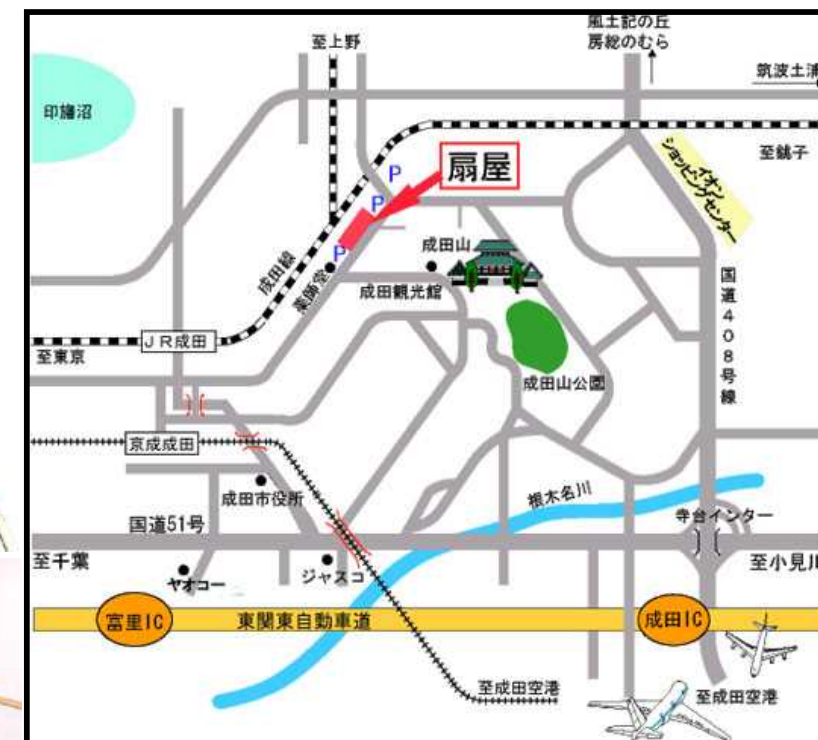 風土記の丘
房総のむら
至上野
筑波土浦
印旛沼
至銚子
イオン
ショッピングセンター
P
扇屋
P
成田山
P
成田線
薬師堂
成田観光館
国道408号線
JR成田
至東京
成田山公園
京成成田
成田市役所
根木名川
国道51号
寺台インター
至千葉
ヤオコー
ジャスコ
至小見川
富里IC
東関東自動車道
成田IC
至成田空港
至成田空港